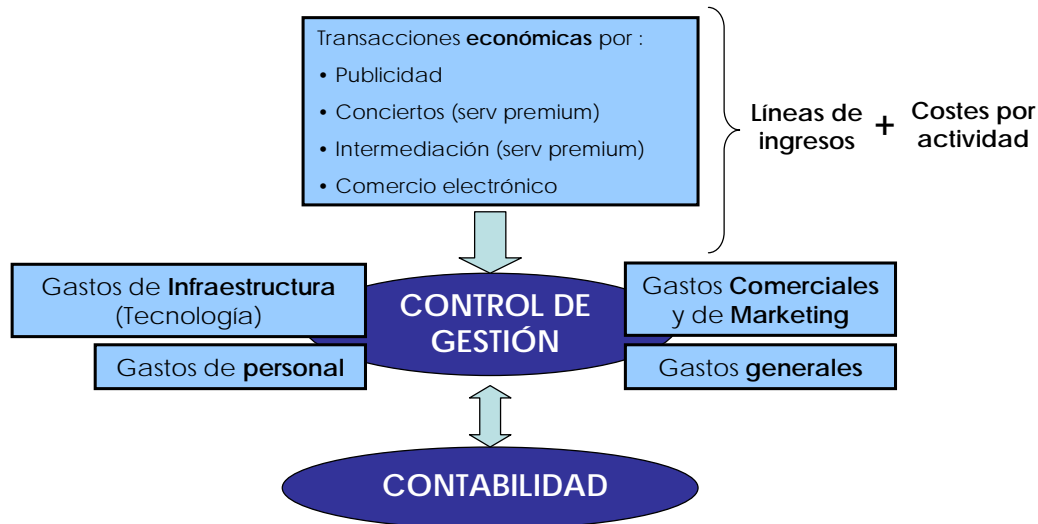 Transacciones económicas por :
• Publicidad
• Conciertos (serv premium)
• Intermediación (serv premium)
• Comercio electrónico
Líneas de
ingresos
+
Costes por
actividad
Gastos de Infraestructura
(Tecnología)
Gastos de personal
CONTROL DE
GESTIÓN
Gastos Comerciales
y de Marketing
Gastos generales
CONTABILIDAD